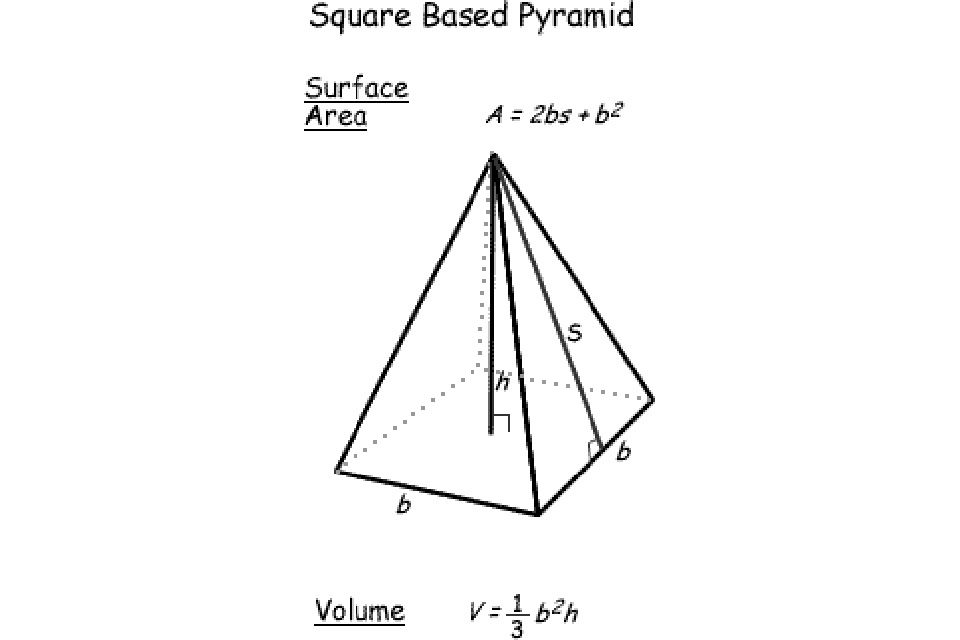 Square Based Pyramid
Surface
Area
A = 2bs + b²
s
h
b
b
Volume
V = 1/3 b²h